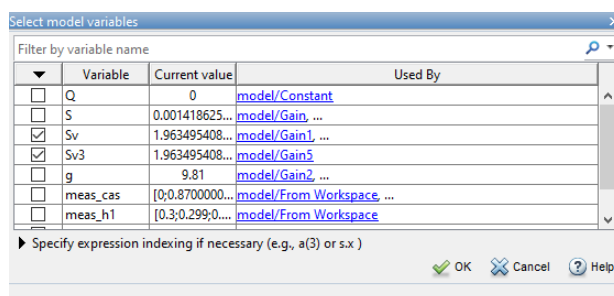 Select model variables
Filter by variable name
Variable Current value Used By
Q 0 model/Constant
S 0.001418625... model/Gain, ...
Sv 1.963495408... model/Gain1, ...
Sv3 1.963495408... model/Gain5
g 9.81 model/Gain2, ...
meas_cas [0;0.8700000... model/From Workspace, ...
meas_h1 [0.3;0.299;0.... model/From Workspace
Specify expression indexing if necessary (e.g., a(3) or s.x )
OK Cancel Help